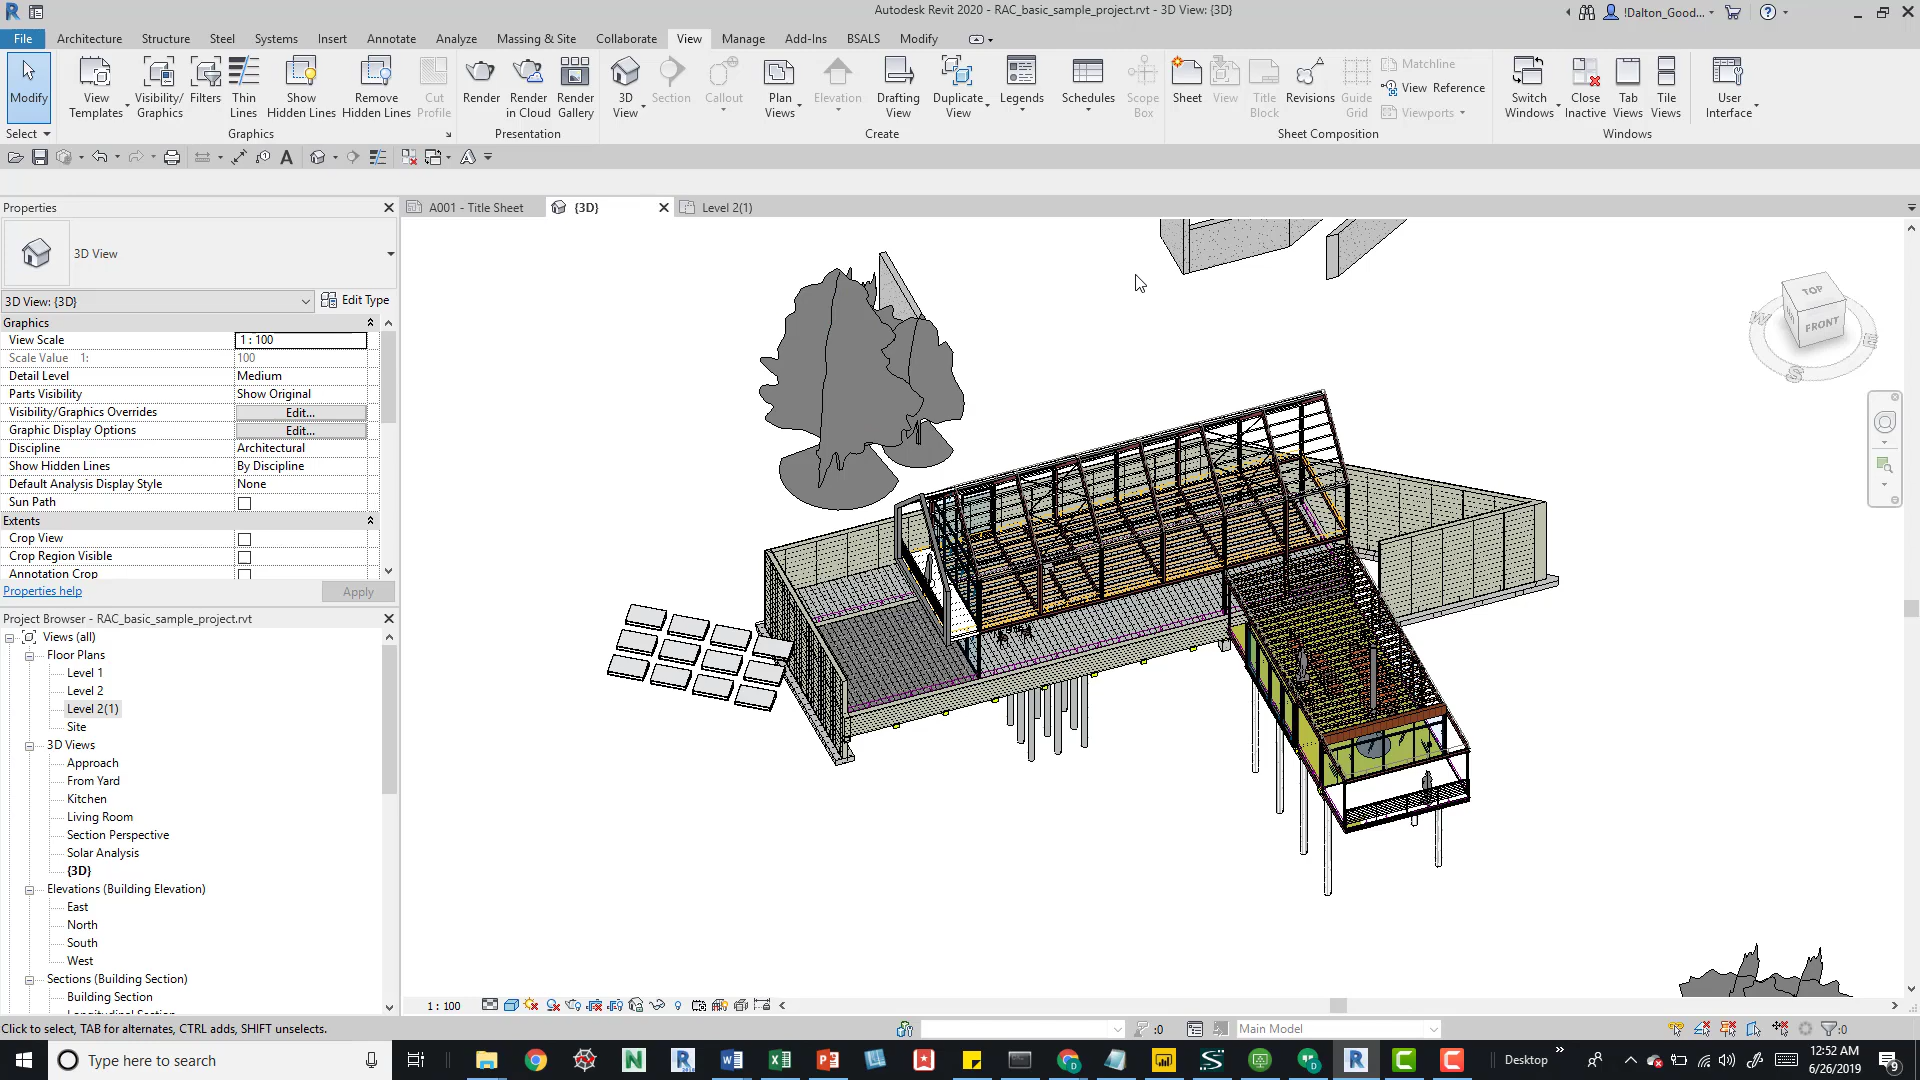 Autodesk Revit 2020 - RAC_basic_sample_project.rvt - 3D View: {3D}
!Dalton_Good...
File Architecture Structure Steel Systems Insert Annotate Analyze Massing & Site Collaborate View Manage Add-Ins BSALS Modify
Modify
View Templates
Visibility/ Graphics
Filters
Thin Lines
Show Hidden Lines
Remove Hidden Lines
Cut Profile
Render
Render in Cloud
Render Gallery
3D View
Section
Callout
Plan Views
Elevation
Drafting View
Duplicate View
Legends
Schedules
Scope Box
Sheet
View
Title Block
Revisions
Guide Grid
Matchline
View Reference
Viewports
Switch Windows
Close Inactive
Tab Views
Tile Views
User Interface
Select Graphics Presentation Create Sheet Composition Windows
Properties
A001 - Title Sheet {3D} Level 2(1)
3D View
3D View: {3D} Edit Type
Graphics
View Scale 1 : 100
Scale Value 1: 100
Detail Level Medium
Parts Visibility Show Original
Visibility/Graphics Overrides Edit...
Graphic Display Options Edit...
Discipline Architectural
Show Hidden Lines By Discipline
Default Analysis Display Style None
Sun Path
Extents
Crop View
Crop Region Visible
Annotation Crop
Properties help Apply
Project Browser - RAC_basic_sample_project.rvt
Views (all)
Floor Plans
Level 1
Level 2
Level 2(1)
Site
3D Views
Approach
From Yard
Kitchen
Living Room
Section Perspective
Solar Analysis
{3D}
Elevations (Building Elevation)
East
North
South
West
Sections (Building Section)
Building Section
Longitudinal Section
TOP
FRONT
W
E
S
1 : 100
Click to select, TAB for alternates, CTRL adds, SHIFT unselects.
:0
Main Model
:0
Type here to search
Desktop
12:52 AM
6/26/2019
9